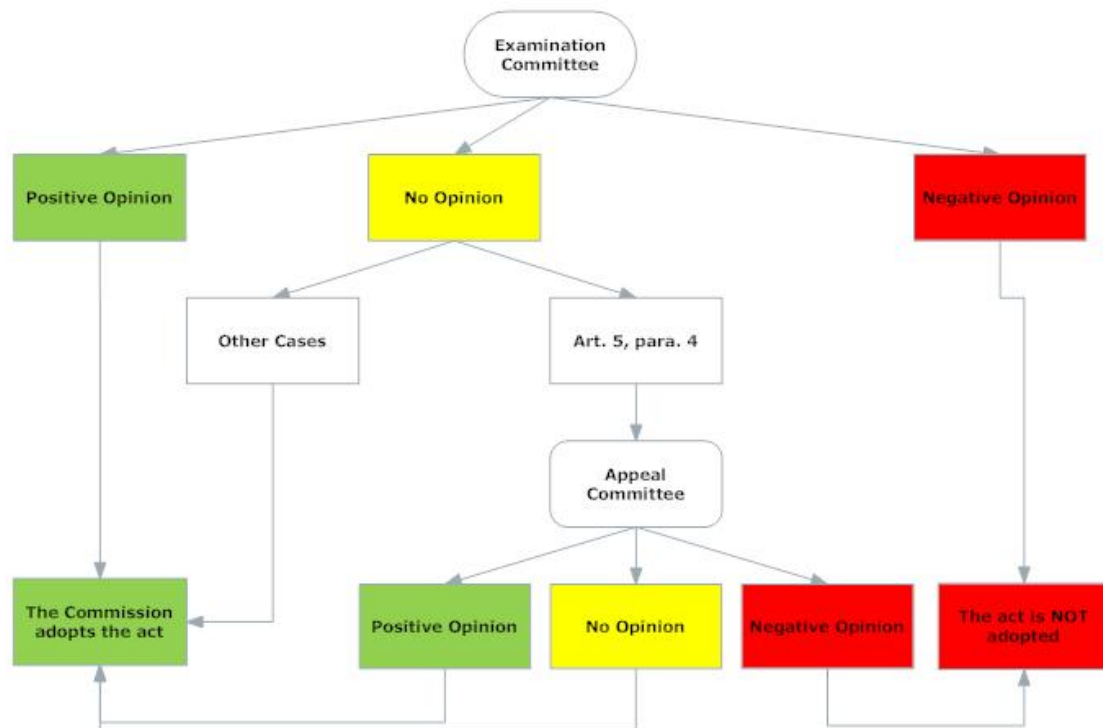 Examination
Committee
Positive Opinion
No Opinion
Negative Opinion
Other Cases
Art. 5, para. 4
Appeal
Committee
The Commission
adopts the act
Positive Opinion
No Opinion
Negative Opinion
The act is NOT
adopted